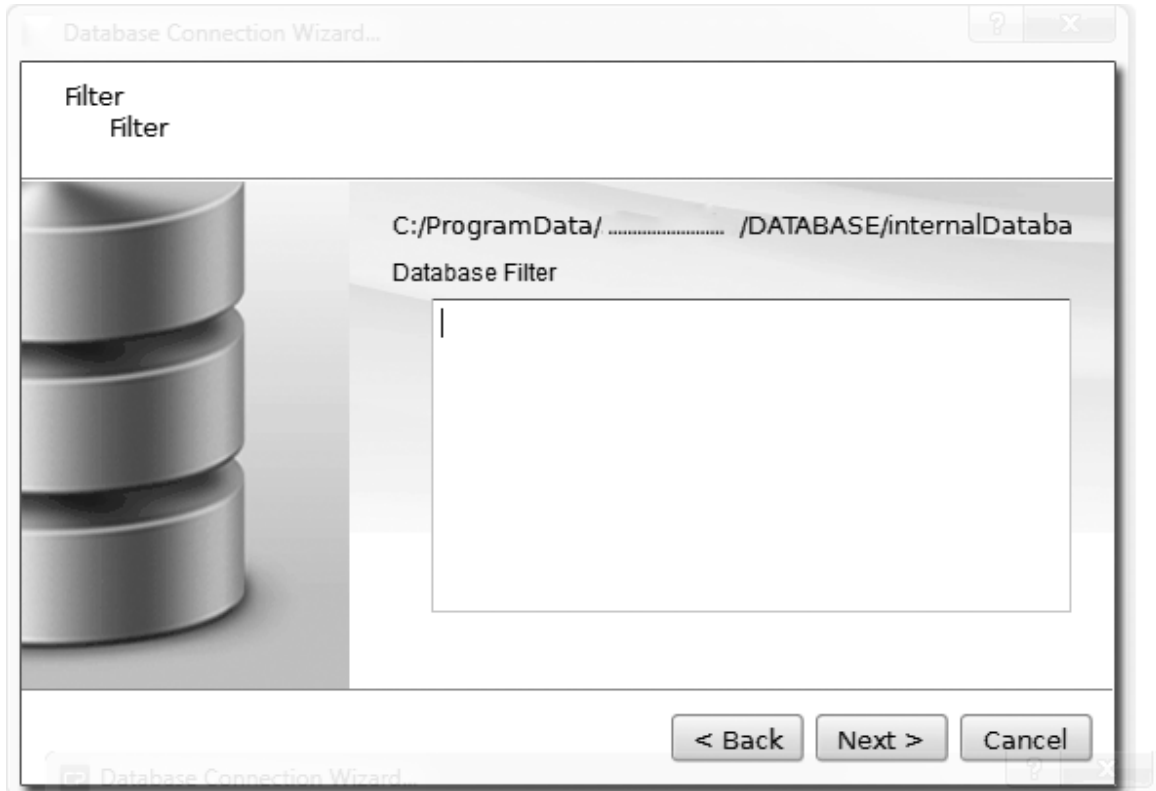 Database Connection Wizard...
Filter
Filter
C:/ProgramData/ ........................ /DATABASE/internalDataba
Database Filter
< Back Next > Cancel
Database Connection Wizard...